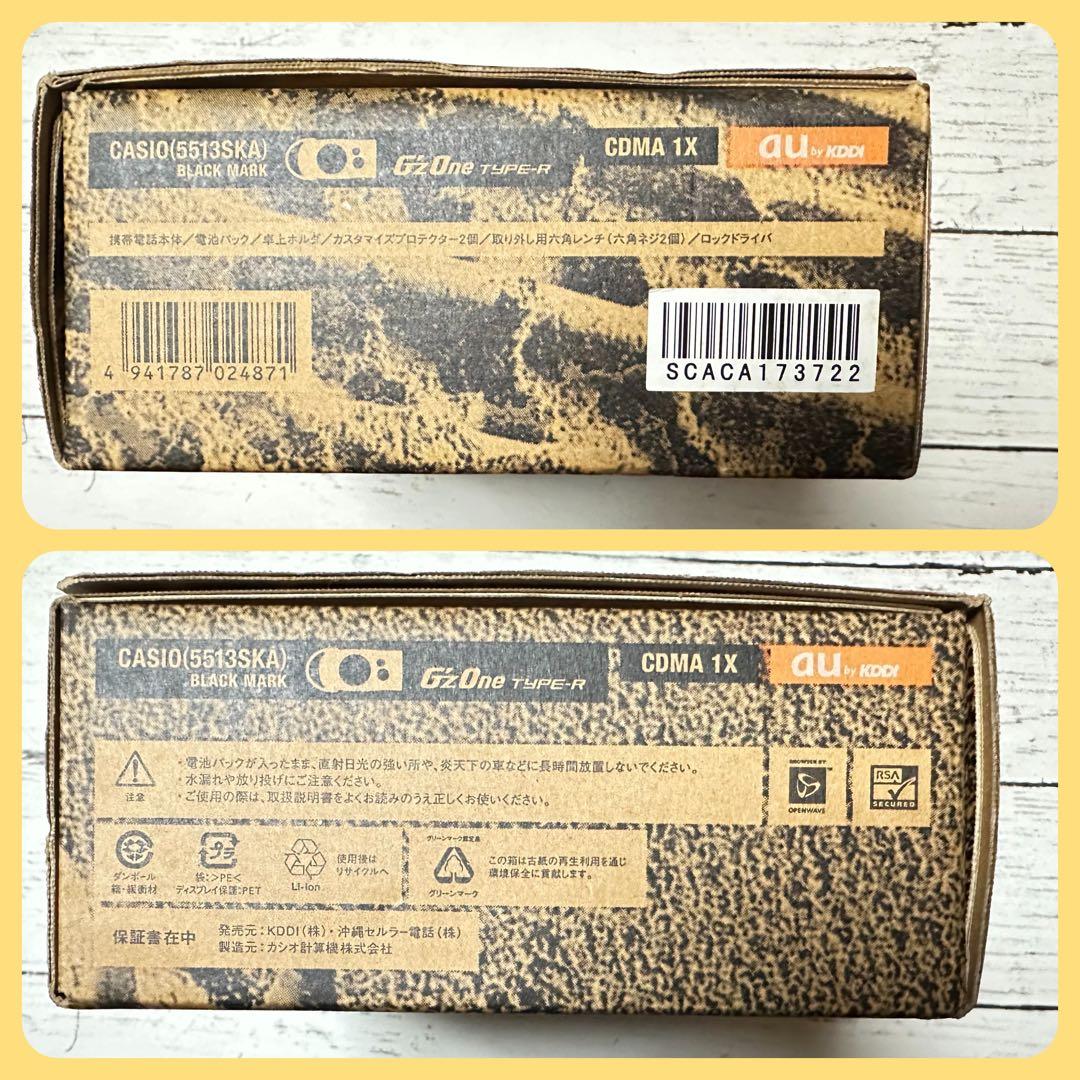 CASIO(5513SKA)
BLACK MARK
G'zOne TYPE-R
CDMA 1X
au by KDDI
携帯電話本体／電池パック／卓上ホルダ／カスタマイズプロテクター2個／取り外し用六角レンチ(六角ネジ2個)／ロックドライバ
4 941787 024871
SCACA173722
CASIO(5513SKA)
BLACK MARK
G'zOne TYPE-R
CDMA 1X
au by KDDI
注意
・電池パックが入ったまま、直射日光の強い所や、炎天下の車などに長時間放置しないでください。
・水漏れや放り投げにご注意ください。
・ご使用の際は、取扱説明書をよくお読みのうえ正しくお使いください。
BROWSER BY
OPENWAVE
RSA
SECURED
ダンボール
箱・緩衝材
プラ
袋:>PE<
ディスプレイ保護:PET
Li-ion
使用後は
リサイクルへ
グリーンマーク認定品
グリーンマーク
この箱は古紙の再生利用を通じ
環境保全に貢献します。
保証書在中
発売元：KDDI(株)・沖縄セルラー電話(株)
製造元：カシオ計算機株式会社